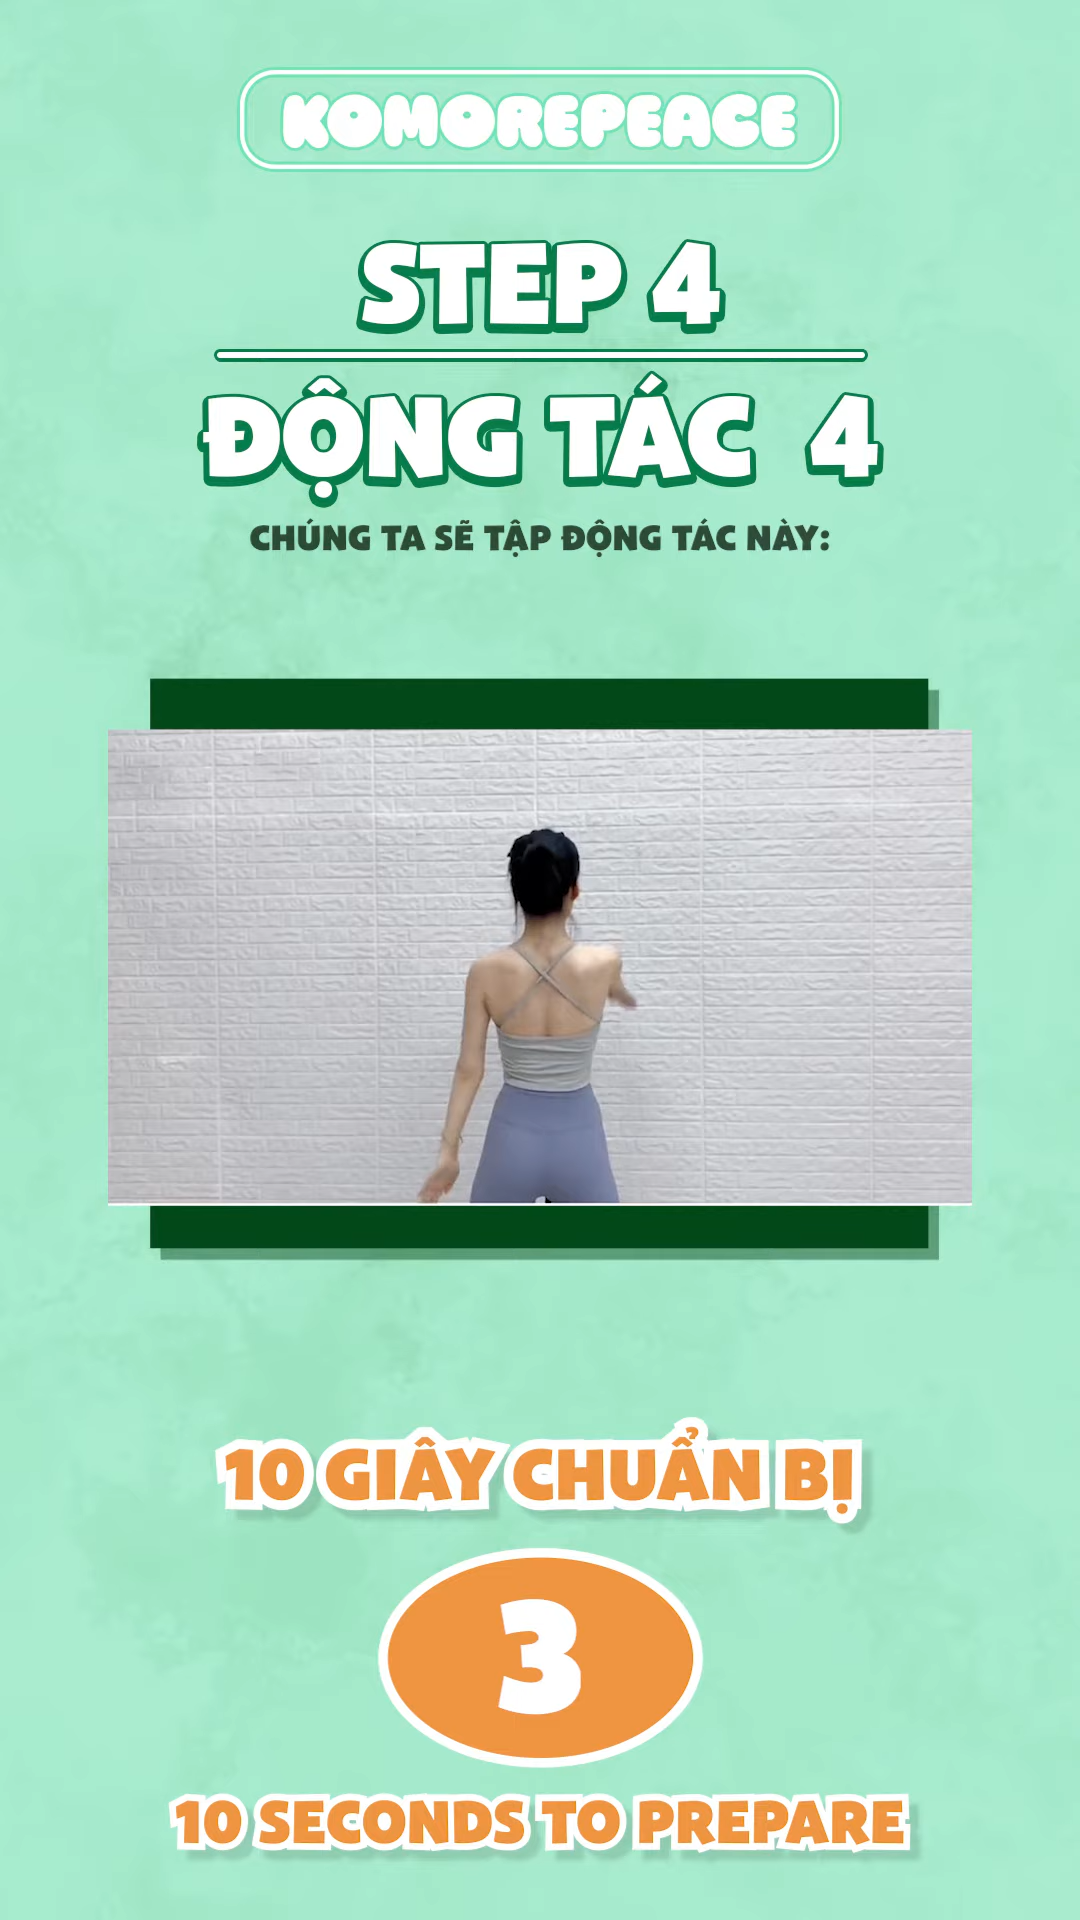 KOMOREPEACE
STEP 4
ĐỘNG TÁC 4
CHÚNG TA SẼ TẬP ĐỘNG TÁC NÀY:
10 GIÂY CHUẨN BỊ
3
10 SECONDS TO PREPARE